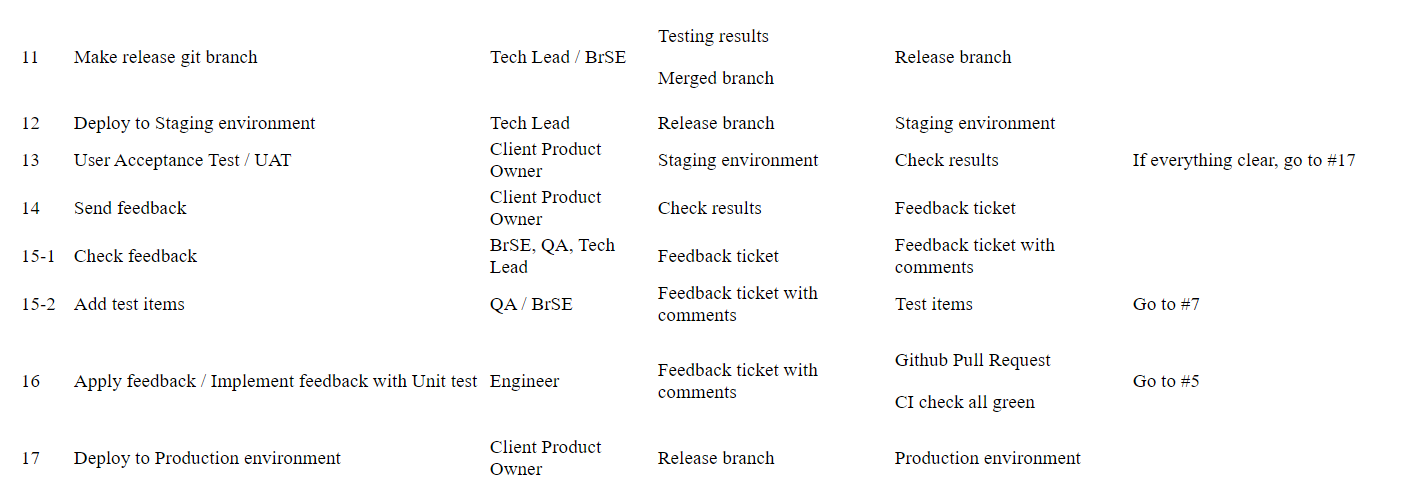 11 Make release git branch Tech Lead / BrSE Testing results Release branch
Merged branch
12 Deploy to Staging environment Tech Lead Release branch Staging environment
13 User Acceptance Test / UAT Client Product Staging environment Check results If everything clear, go to #17
Owner
14 Send feedback Client Product Check results Feedback ticket
Owner
15-1 Check feedback BrSE, QA, Tech Feedback ticket Feedback ticket with
Lead comments
15-2 Add test items QA / BrSE Feedback ticket with Test items Go to #7
comments
16 Apply feedback / Implement feedback with Unit test Engineer Feedback ticket with Github Pull Request Go to #5
comments CI check all green
17 Deploy to Production environment Client Product Release branch Production environment
Owner